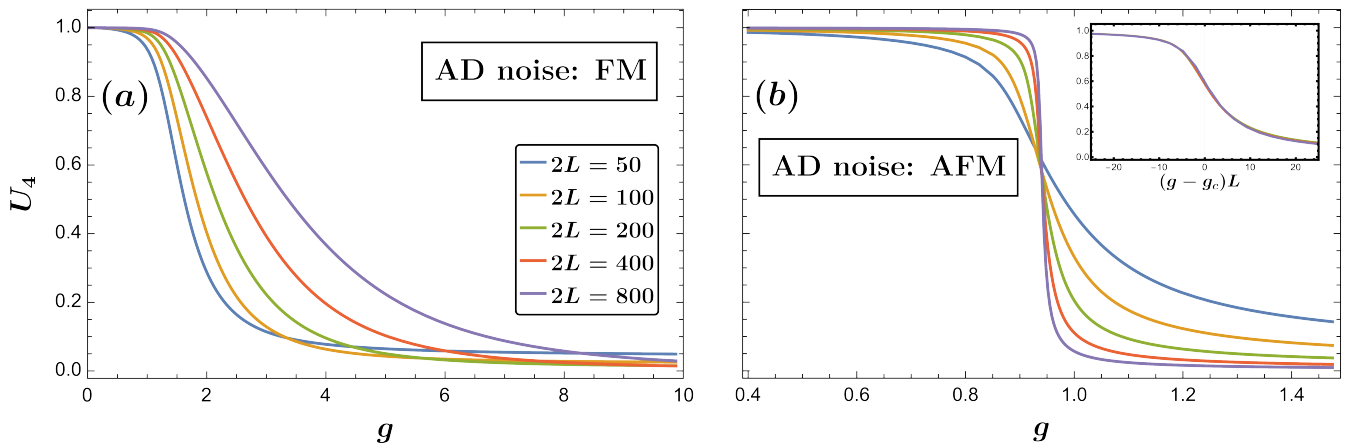 (a)
AD noise: FM
U4
1.0
0.8
0.6
0.4
0.2
0.0
2L = 50
2L = 100
2L = 200
2L = 400
2L = 800
0 2 4 6 8 10
g
(b)
AD noise: AFM
0.4 0.6 0.8 1.0 1.2 1.4
g
1.0
0.8
0.6
0.4
0.2
0.0
−20 −10 0 10 20
(g − gc)L